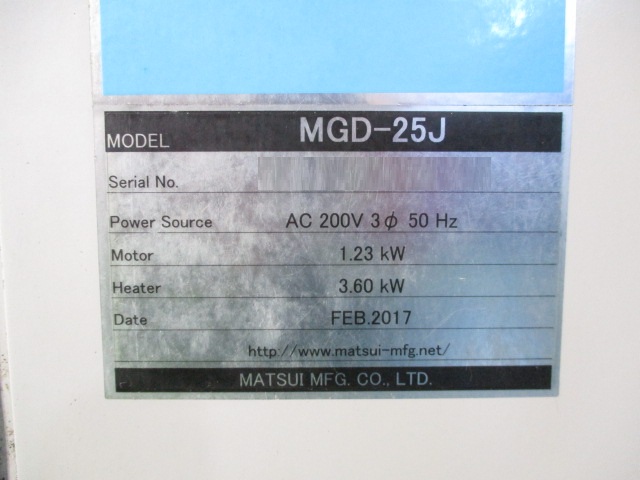 MODEL MGD-25J
Serial No.
Power Source AC 200V 3φ 50 Hz
Motor 1.23 kW
Heater 3.60 kW
Date FEB.2017
http://www.matsui-mfg.net/
MATSUI MFG. CO., LTD.